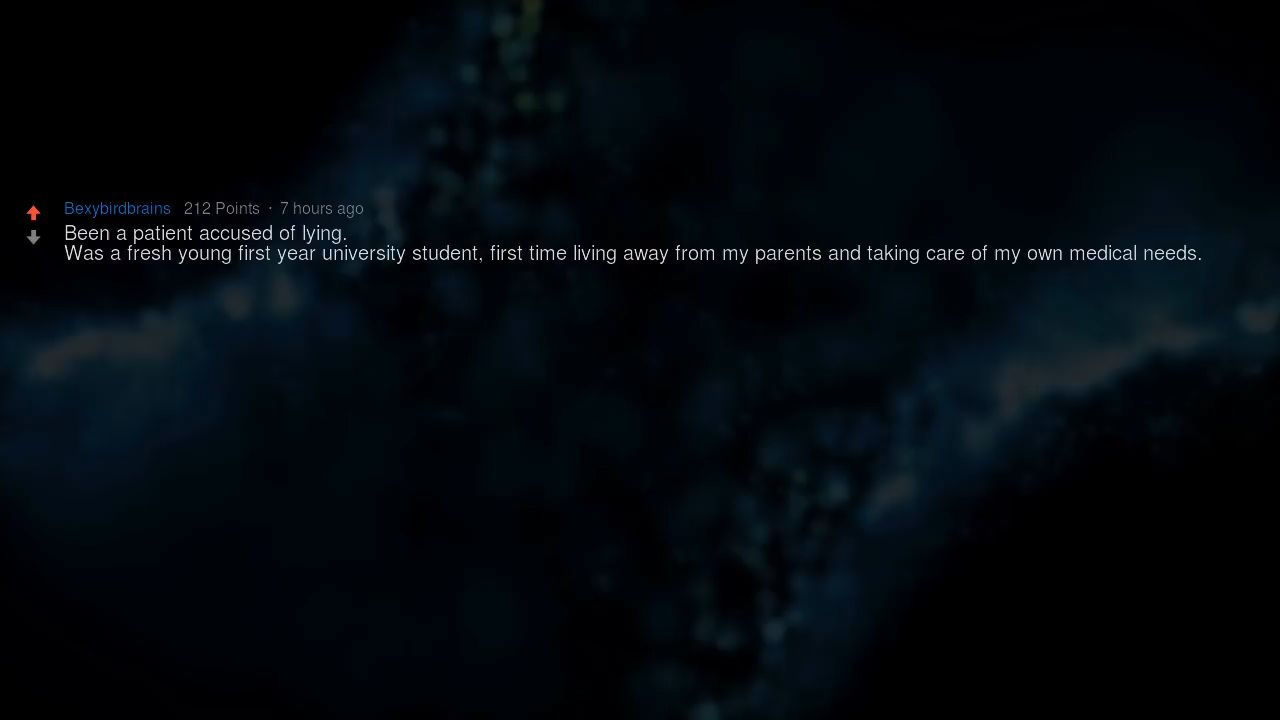 Bexybirdbrains 212 Points · 7 hours ago
Been a patient accused of lying.
Was a fresh young first year university student, first time living away from my parents and taking care of my own medical needs.